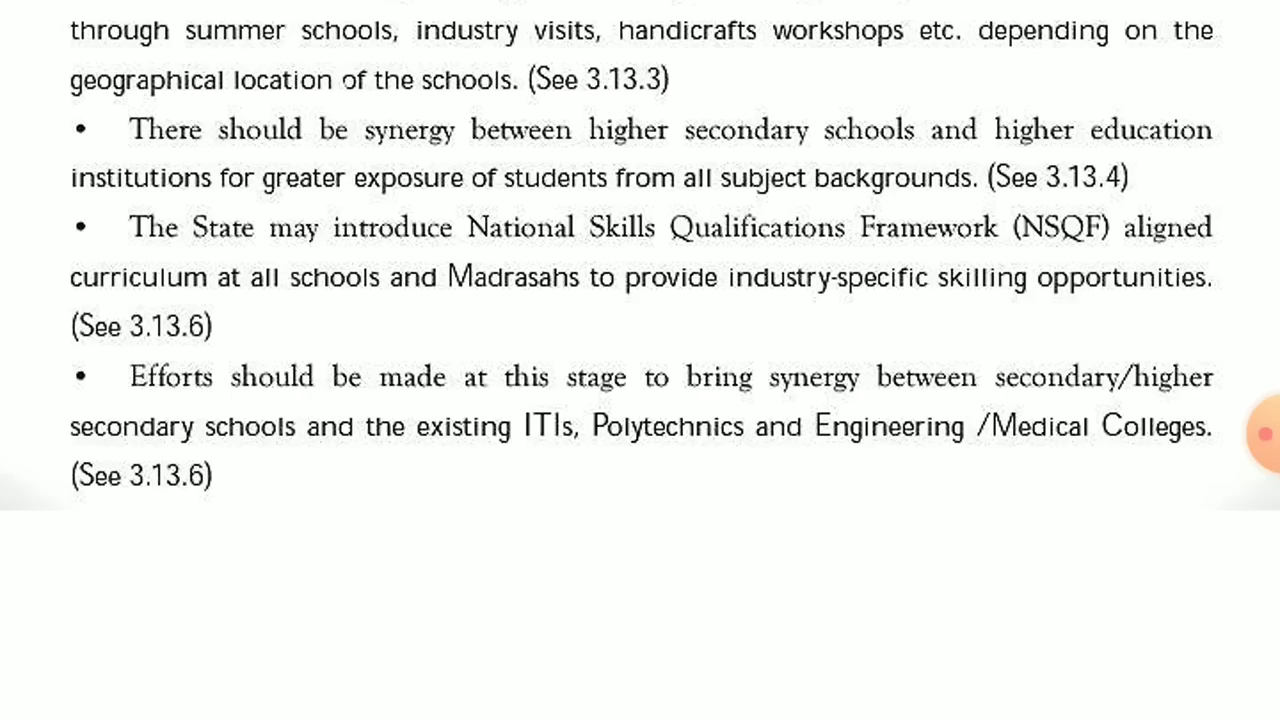 through summer schools, industry visits, handicrafts workshops etc. depending on the
geographical location of the schools. (See 3.13.3)
• There should be synergy between higher secondary schools and higher education
institutions for greater exposure of students from all subject backgrounds. (See 3.13.4)
• The State may introduce National Skills Qualifications Framework (NSQF) aligned
curriculum at all schools and Madrasahs to provide industry-specific skilling opportunities.
(See 3.13.6)
• Efforts should be made at this stage to bring synergy between secondary/higher
secondary schools and the existing ITIs, Polytechnics and Engineering /Medical Colleges.
(See 3.13.6)